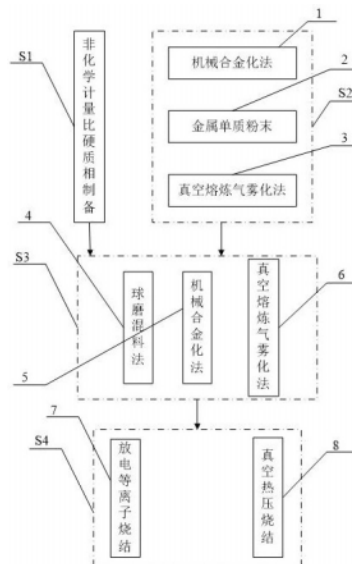 1
S1
非化学计量比硬质相制备
机械合金化法
2
金属单质粉末
S2
3
真空熔炼气雾化法
4
S3
球磨混料法
机械合金化法
真空熔炼气雾化法
6
5
7
S4
放电等离子烧结
真空热压烧结
8